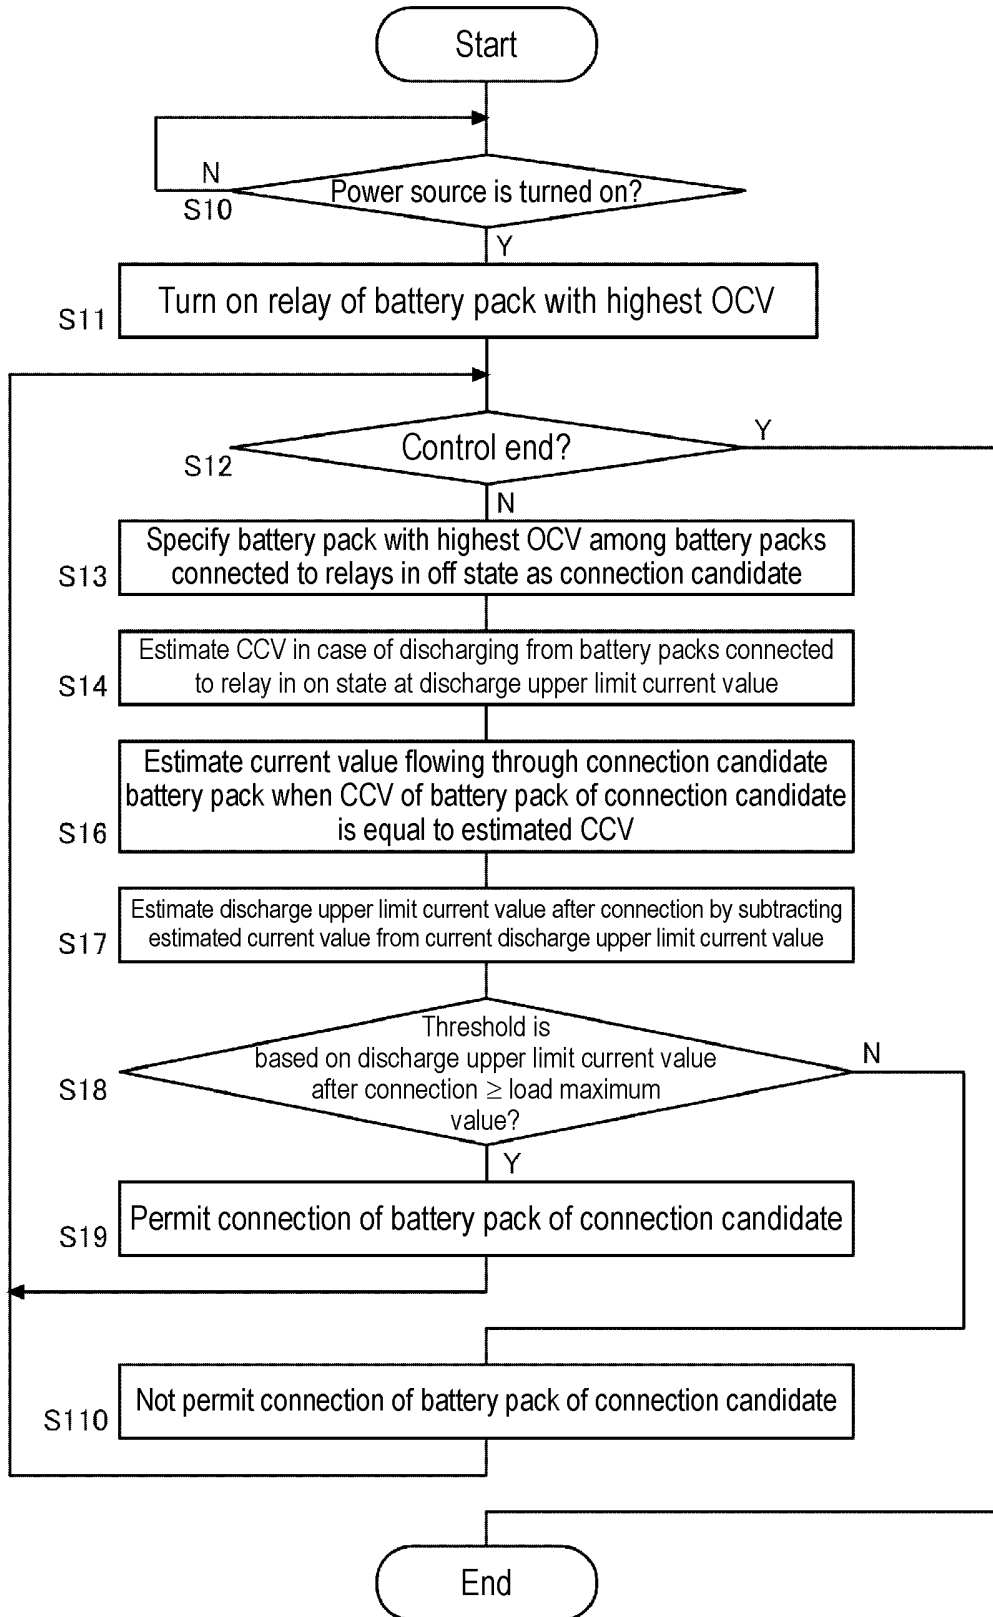 Start
N
S10
Power source is turned on?
Y
S11
Turn on relay of battery pack with highest OCV
S12
Control end?
Y
N
S13
Specify battery pack with highest OCV among battery packs
connected to relays in off state as connection candidate
S14
Estimate CCV in case of discharging from battery packs connected
to relay in on state at discharge upper limit current value
S16
Estimate current value flowing through connection candidate
battery pack when CCV of battery pack of connection candidate
is equal to estimated CCV
S17
Estimate discharge upper limit current value after connection by subtracting
estimated current value from current discharge upper limit current value
S18
Threshold is
based on discharge upper limit current value
after connection ≥ load maximum
value?
N
Y
S19
Permit connection of battery pack of connection candidate
S110
Not permit connection of battery pack of connection candidate
End